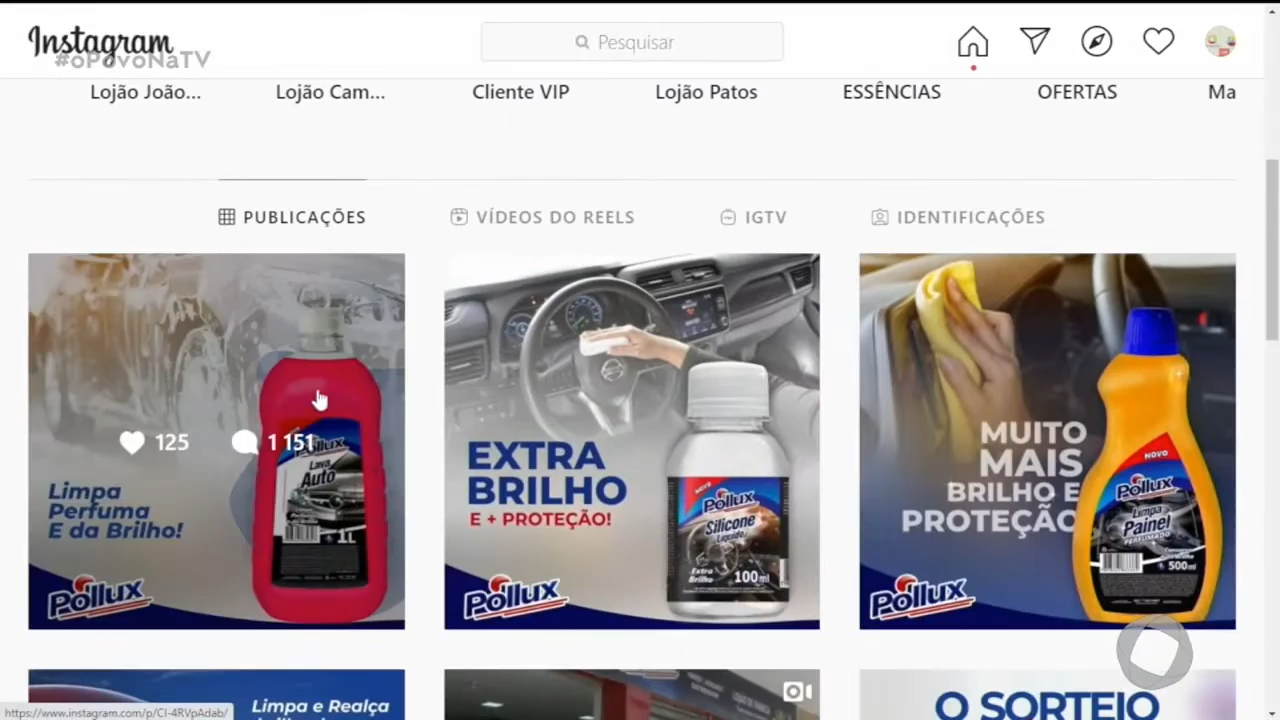 Instagram
#oPovoNaTV
Pesquisar
Lojão João...
Lojão Cam...
Cliente VIP
Lojão Patos
ESSÊNCIAS
OFERTAS
Ma
PUBLICAÇÕES
VÍDEOS DO REELS
IGTV
IDENTIFICAÇÕES
125
1 151
Limpa
Perfuma
E da Brilho!
Pollux
Lava
Auto
1L
Pollux
EXTRA
BRILHO
E + PROTEÇÃO!
NOVO
Pollux
Silicone
Líquido
Extra
Brilho
100ml
Pollux
MUITO
MAIS
BRILHO E
PROTEÇÃO
NOVO
Pollux
Limpa
Painel
PERFUMADO
500ml
Pollux
Limpa e Realça
O SORTEIO
https://www.instagram.com/p/CI-4RVpAdab/